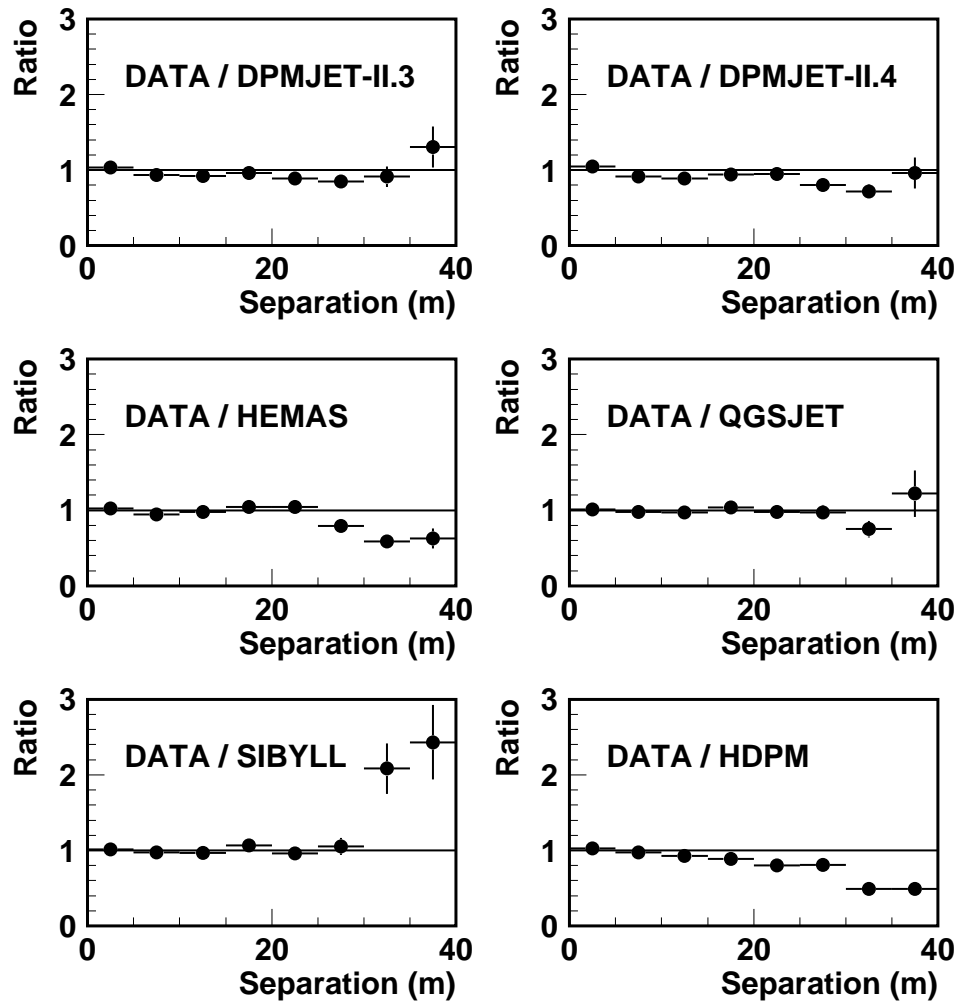 3
2
1
0
Ratio
DATA / DPMJET-II.3
0 20 40
Separation (m)
3
2
1
0
Ratio
DATA / DPMJET-II.4
0 20 40
Separation (m)
3
2
1
0
Ratio
DATA / HEMAS
0 20 40
Separation (m)
3
2
1
0
Ratio
DATA / QGSJET
0 20 40
Separation (m)
3
2
1
0
Ratio
DATA / SIBYLL
0 20 40
Separation (m)
3
2
1
0
Ratio
DATA / HDPM
0 20 40
Separation (m)